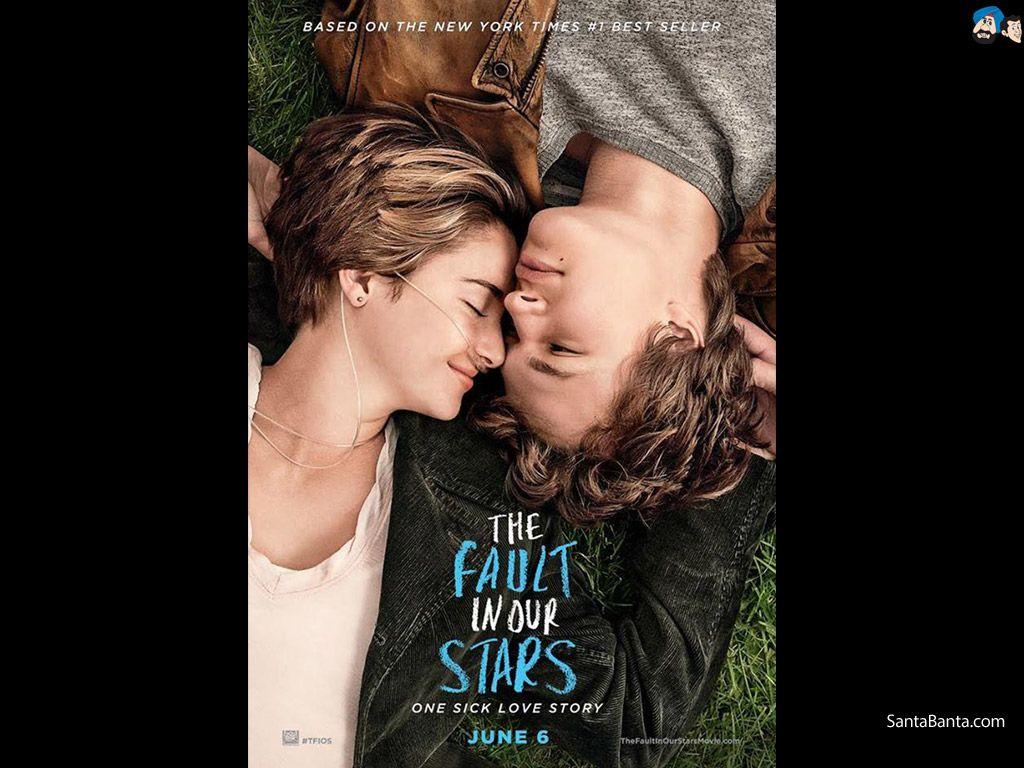 BASED ON THE NEW YORK TIMES #1 BEST SELLER
THE
FAULT
IN OUR
STARS
ONE SICK LOVE STORY
#TFIOS
JUNE 6
TheFaultInOurStarsMovie.com
SantaBanta.com